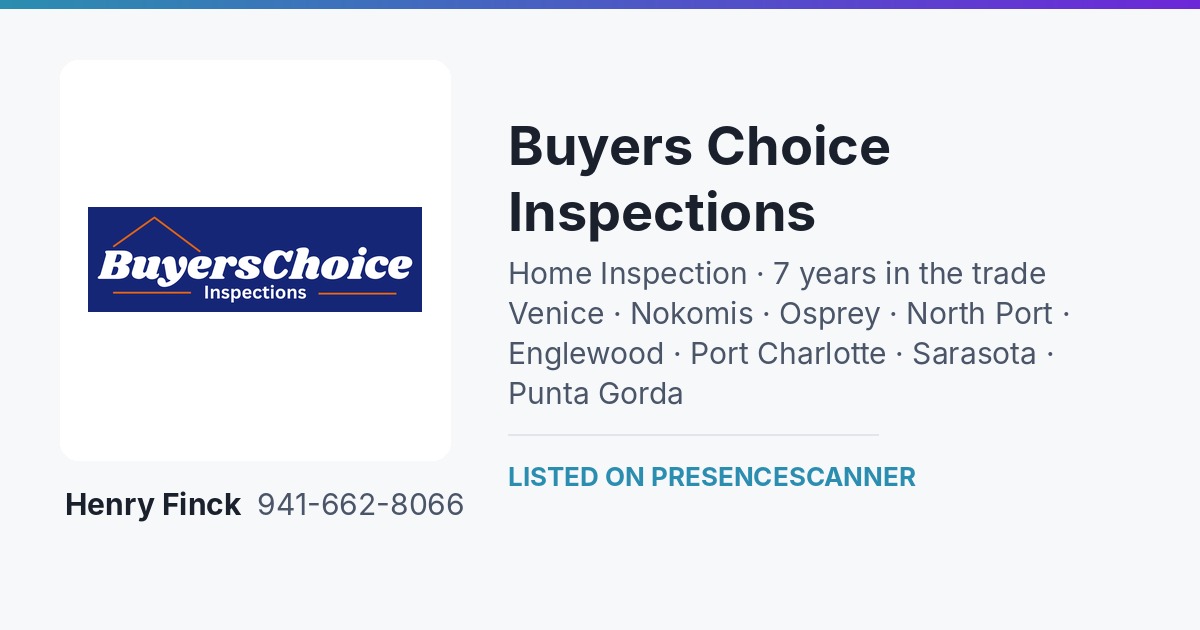 BuyersChoice
Inspections
Henry Finck 941-662-8066
Buyers Choice
Inspections
Home Inspection · 7 years in the trade
Venice · Nokomis · Osprey · North Port ·
Englewood · Port Charlotte · Sarasota ·
Punta Gorda
LISTED ON PRESENCESCANNER